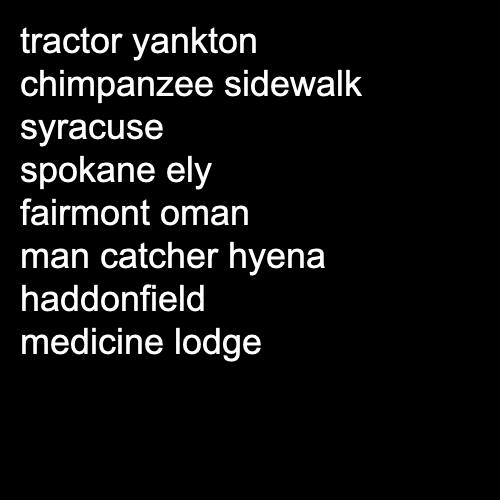 tractor yankton
chimpanzee sidewalk
syracuse
spokane ely
fairmont oman
man catcher hyena
haddonfield
medicine lodge